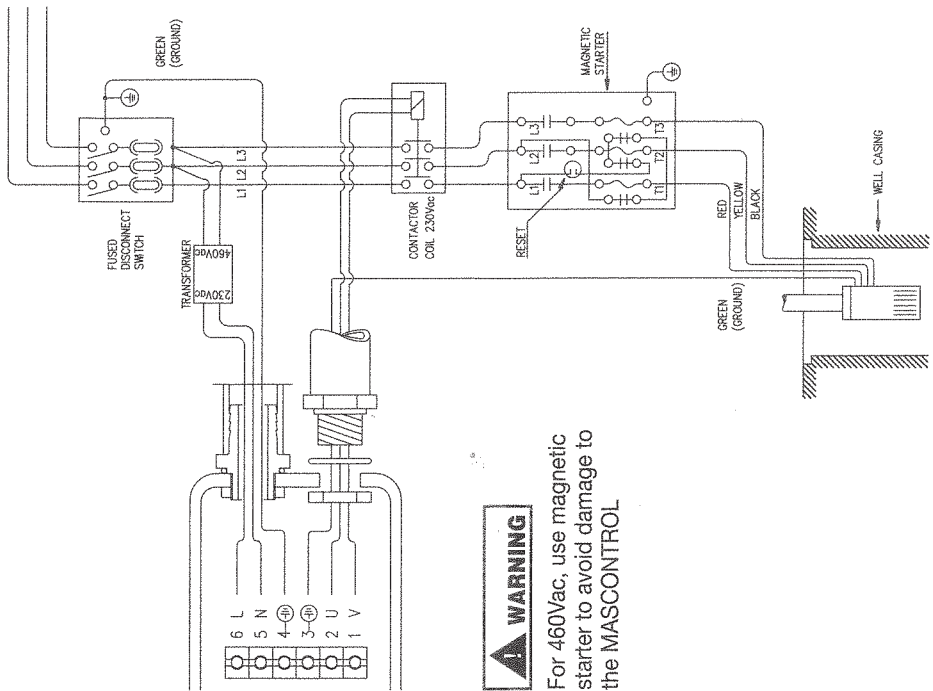 GREEN
(GROUND)
FUSED
DISCONNECT
SWITCH
L1
L2
L3
TRANSFORMER
230Vac
460Vac
CONTACTOR
COIL 230Vac
MAGNETIC
STARTER
L1
L2
L3
RESET
T1
T2
T3
RED
YELLOW
BLACK
GREEN
(GROUND)
WELL CASING
6 L
5 N
4
3
2 U
1 V
WARNING
For 460Vac, use magnetic
starter to avoid damage to
the MASCONTROL